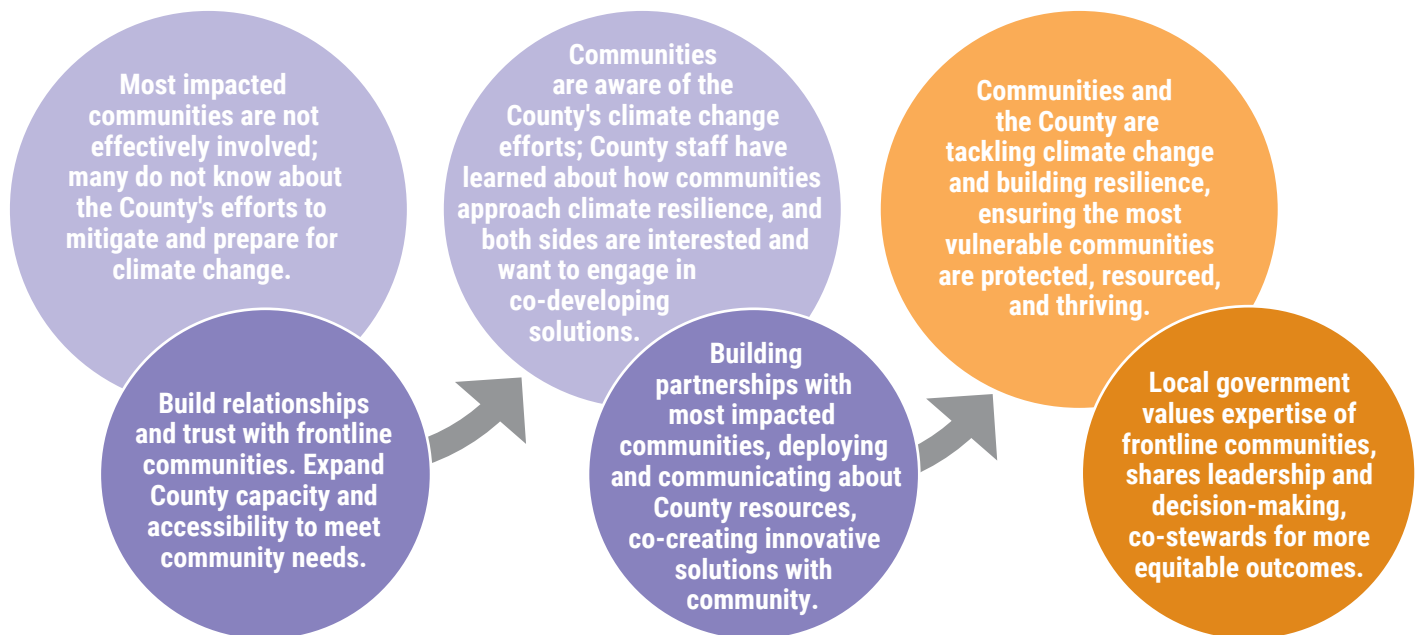 Most impacted
communities are not
effectively involved;
many do not know about
the County's efforts to
mitigate and prepare for
climate change.
Build relationships
and trust with frontline
communities. Expand
County capacity and
accessibility to meet
community needs.
Communities
are aware of the
County's climate change
efforts; County staff have
learned about how communities
approach climate resilience, and
both sides are interested and
want to engage in
co-developing
solutions.
Building
partnerships with
most impacted
communities, deploying
and communicating about
County resources,
co-creating innovative
solutions with
community.
Communities and
the County are
tackling climate change
and building resilience,
ensuring the most
vulnerable communities
are protected, resourced,
and thriving.
Local government
values expertise of
frontline communities,
shares leadership and
decision-making,
co-stewards for more
equitable outcomes.